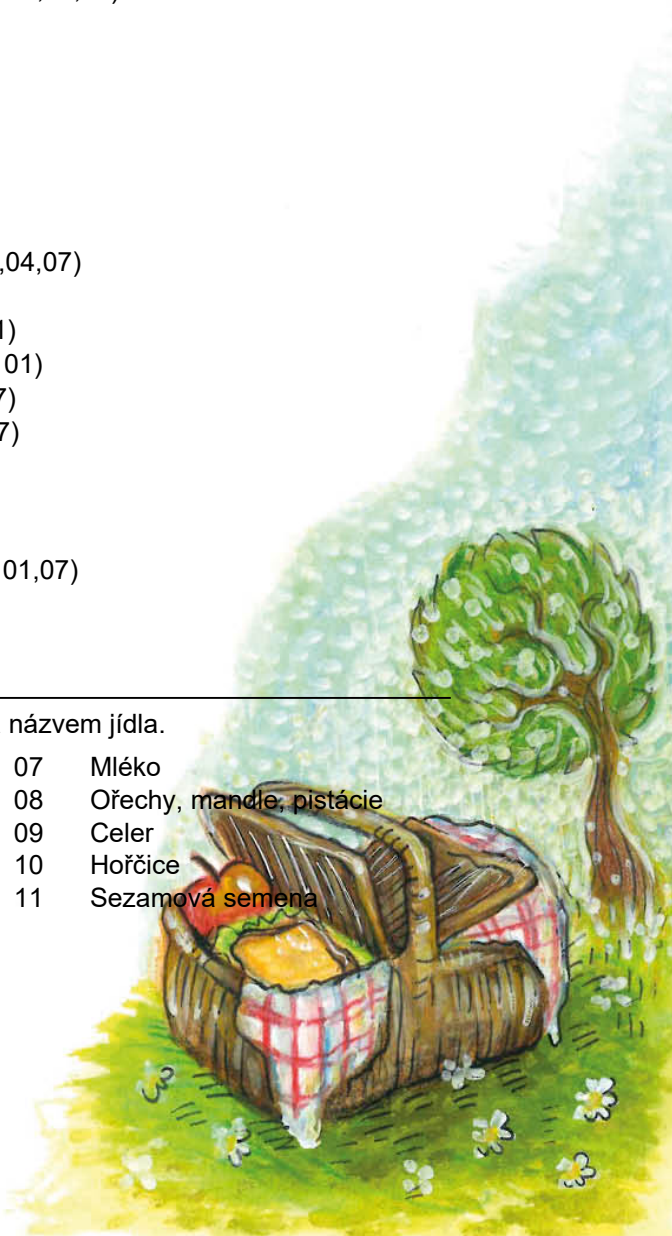 ,04,07)
)
01)
7)
7)
01,07)
názvem jídla.
07 Mléko
08 Ořechy, mandle, pistácie
09 Celer
10 Hořčice
11 Sezamová semena